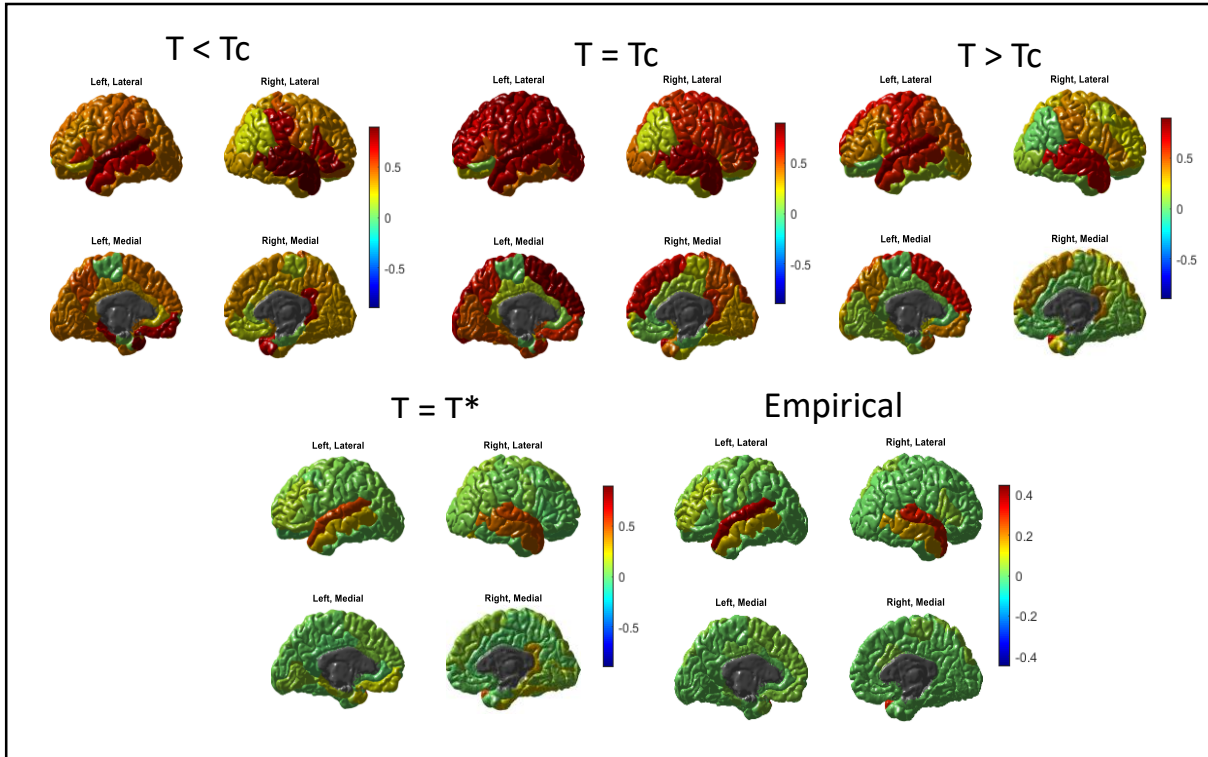 T < Tc
Left, Lateral
Right, Lateral
0.5
0
-0.5
Left, Medial
Right, Medial
T = Tc
Left, Lateral
Right, Lateral
0.5
0
-0.5
Left, Medial
Right, Medial
T > Tc
Left, Lateral
Right, Lateral
0.5
0
-0.5
Left, Medial
Right, Medial
T = T*
Left, Lateral
Right, Lateral
0.5
0
-0.5
Left, Medial
Right, Medial
Empirical
Left, Lateral
Right, Lateral
0.4
0.2
0
-0.2
-0.4
Left, Medial
Right, Medial